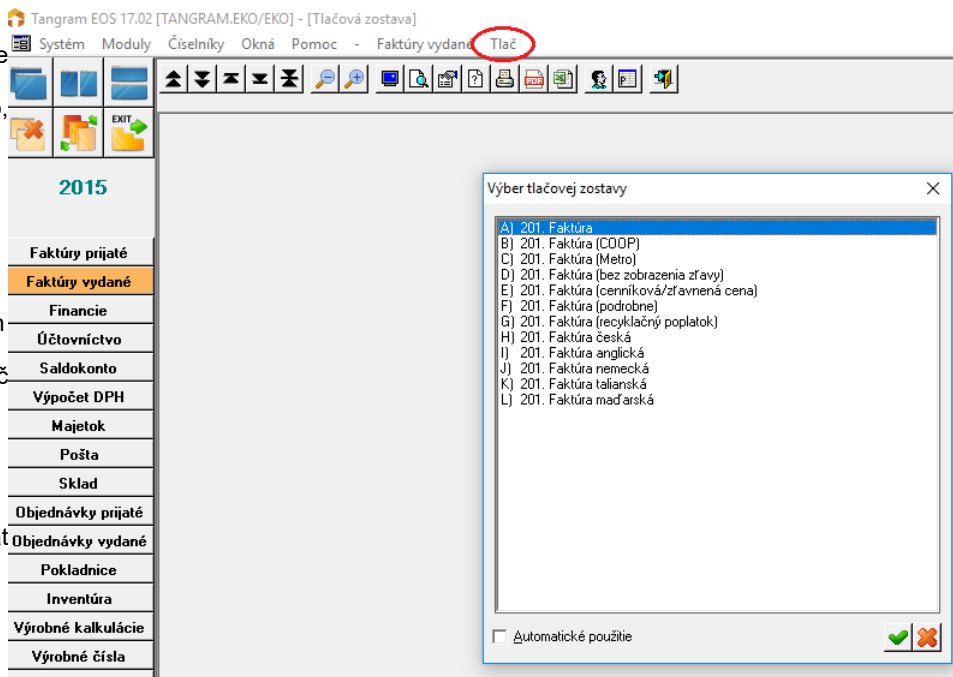 Tangram EOS 17.02 [TANGRAM.EKO/EKO] - [Tlačová zostava]
Systém Moduly Číselníky Okná Pomoc - Faktúry vydané Tlač
EXIT
PDF
2015
Faktúry prijaté
Faktúry vydané
Financie
Účtovníctvo
Saldokonto
Výpočet DPH
Majetok
Pošta
Sklad
Objednávky prijaté
Objednávky vydané
Pokladnice
Inventúra
Výrobné kalkulácie
Výrobné čísla
Výber tlačovej zostavy
A) 201. Faktúra
B) 201. Faktúra (COOP)
C) 201. Faktúra (Metro)
D) 201. Faktúra (bez zobrazenia zľavy)
E) 201. Faktúra (cenníková/zľavnená cena)
F) 201. Faktúra (podrobne)
G) 201. Faktúra (recyklačný poplatok)
H) 201. Faktúra česká
I) 201. Faktúra anglická
J) 201. Faktúra nemecká
K) 201. Faktúra talianská
L) 201. Faktúra maďarská
Automatické použitie